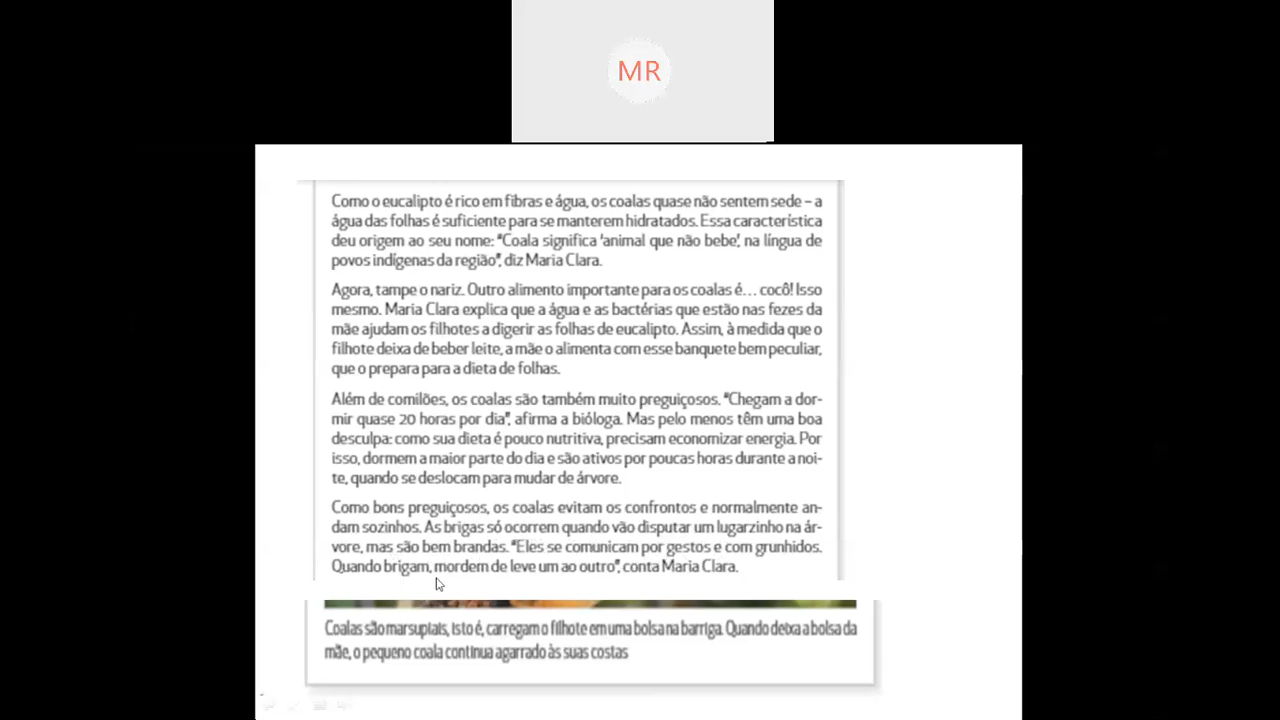 MR
Como o eucalipto é rico em fibras e água, os coalas quase não sentem sede – a
água das folhas é suficiente para se manterem hidratados. Essa característica
deu origem ao seu nome: "Coala significa 'animal que não bebe', na língua de
povos indígenas da região", diz Maria Clara.
Agora, tampe o nariz. Outro alimento importante para os coalas é... cocô! Isso
mesmo. Maria Clara explica que a água e as bactérias que estão nas fezes da
mãe ajudam os filhotes a digerir as folhas de eucalipto. Assim, à medida que o
filhote deixa de beber leite, a mãe o alimenta com esse banquete bem peculiar,
que o prepara para a dieta de folhas.
Além de comilões, os coalas são também muito preguiçosos. "Chegam a dor-
mir quase 20 horas por dia", afirma a bióloga. Mas pelo menos têm uma boa
desculpa: como sua dieta é pouco nutritiva, precisam economizar energia. Por
isso, dormem a maior parte do dia e são ativos por poucas horas durante a noi-
te, quando se deslocam para mudar de árvore.
Como bons preguiçosos, os coalas evitam os confrontos e normalmente an-
dam sozinhos. As brigas só ocorrem quando vão disputar um lugarzinho na ár-
vore, mas são bem brandas. "Eles se comunicam por gestos e com grunhidos.
Quando brigam, mordem de leve um ao outro", conta Maria Clara.
Coalas são marsupiais, isto é, carregam o filhote em uma bolsa na barriga. Quando deixa a bolsa da
mãe, o pequeno coala continua agarrado às suas costas